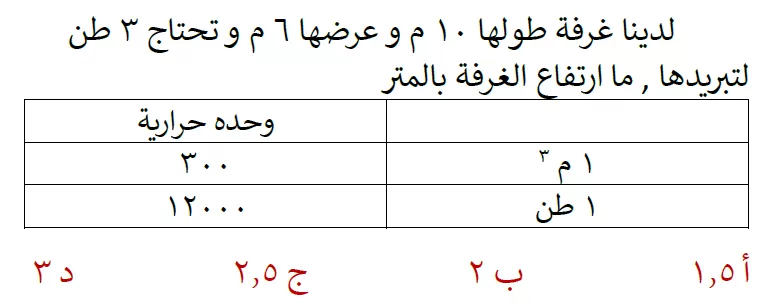 لدينا غرفة طولها ١٠ م و عرضها ٦ م و تحتاج ٣ طن
لتبريدها , ما ارتفاع الغرفة بالمتر
وحده حرارية
١ م ٣ ٣٠٠
١ طن ١٢٠٠٠
أ ١,٥ ب ٢ ج ٢,٥ د ٣